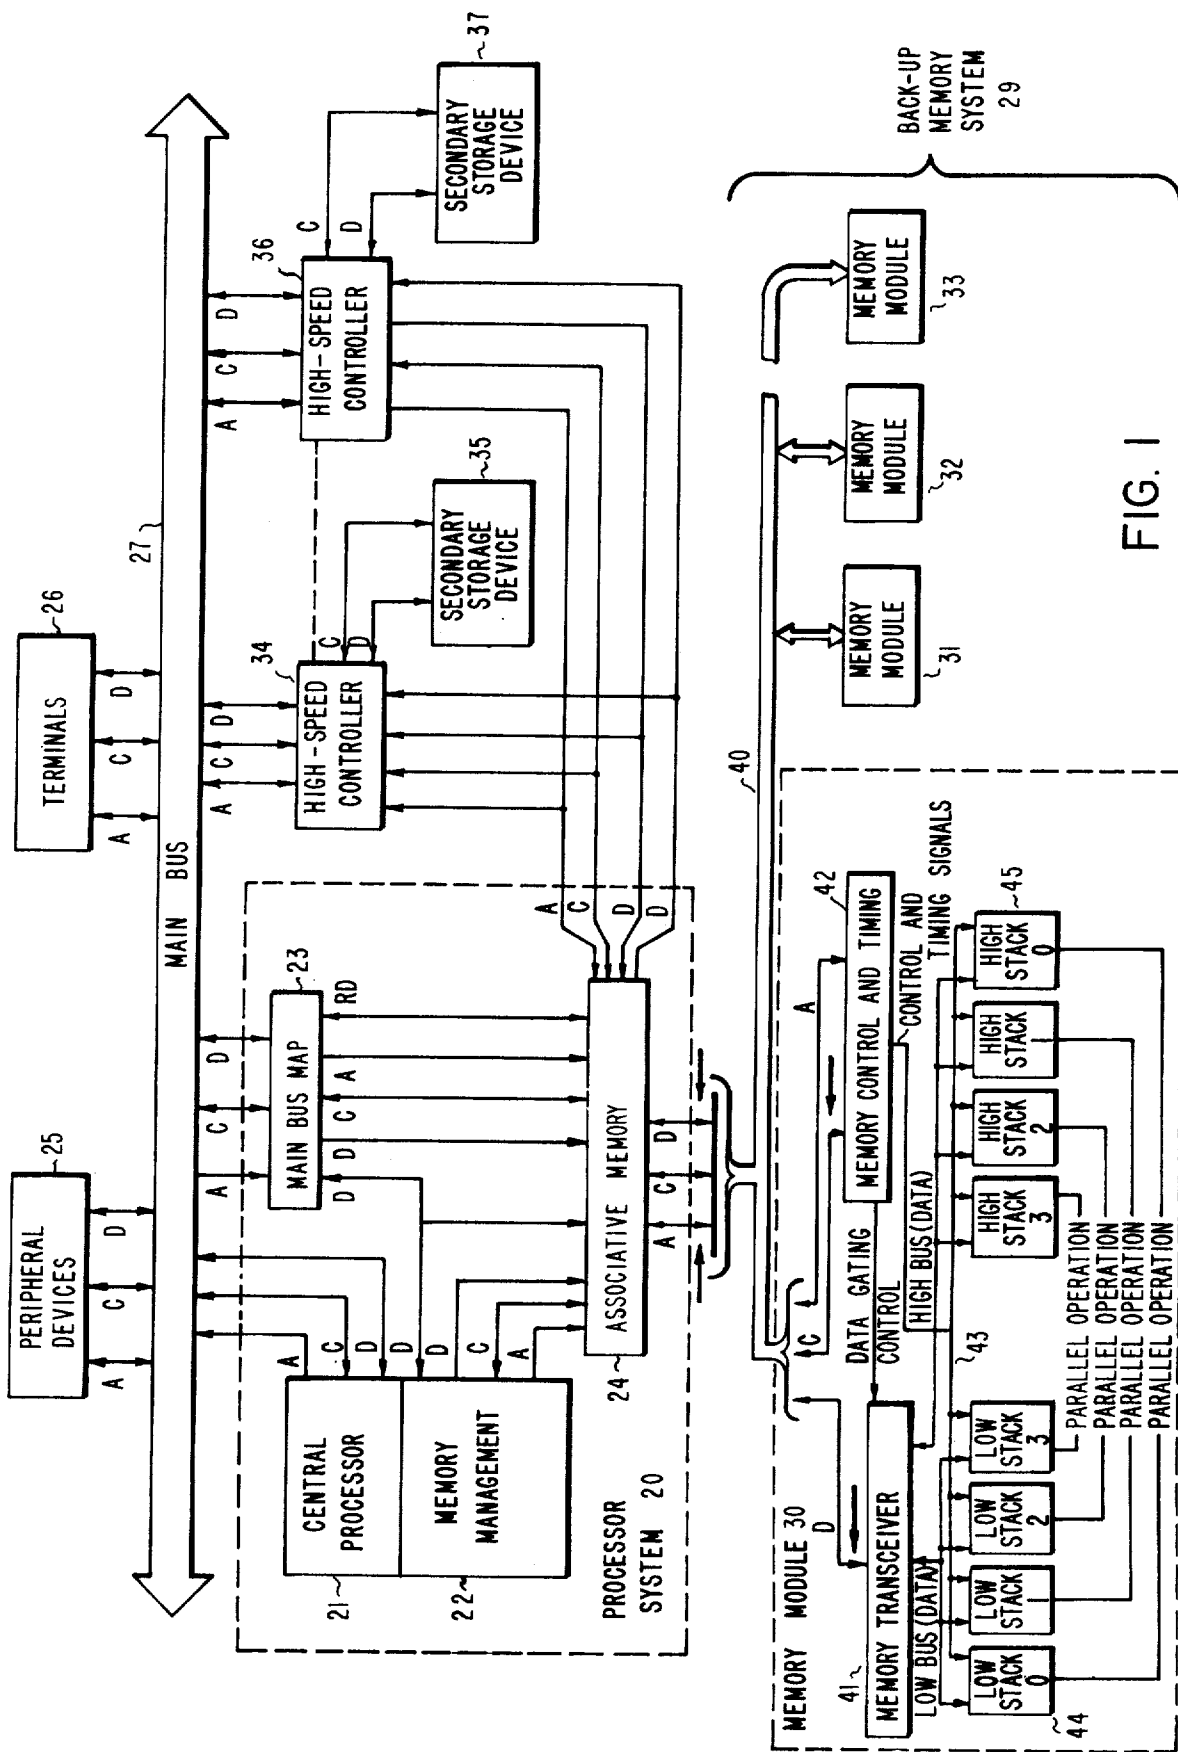 PERIPHERAL
DEVICES
25
A
C
D
TERMINALS
26
A
C
D
MAIN BUS
27
A
C
D
A
C
D
A
C
D
A
C
D
CENTRAL
PROCESSOR
21
MEMORY
MANAGEMENT
22
D
D
C
A
MAIN BUS MAP
23
D
D
C
A
RD
ASSOCIATIVE MEMORY
24
PROCESSOR
SYSTEM 20
A
C
D
A
C
D
D
HIGH-SPEED
CONTROLLER
34
C
D
SECONDARY
STORAGE
DEVICE
35
HIGH-SPEED
CONTROLLER
36
C
D
SECONDARY
STORAGE
DEVICE
37
40
MEMORY
MODULE
31
MEMORY
MODULE
32
MEMORY
MODULE
33
BACK-UP
MEMORY
SYSTEM
29
MEMORY MODULE 30
D
C
A
MEMORY TRANSCEIVER
41
DATA GATING
CONTROL
MEMORY CONTROL AND TIMING
42
CONTROL AND
TIMING SIGNALS
LOW BUS (DATA)
HIGH BUS (DATA)
43
LOW
STACK
0
44
LOW
STACK
1
LOW
STACK
2
LOW
STACK
3
HIGH
STACK
3
HIGH
STACK
2
HIGH
STACK
1
HIGH
STACK
0
45
PARALLEL OPERATION
PARALLEL OPERATION
PARALLEL OPERATION
PARALLEL OPERATION
FIG. 1